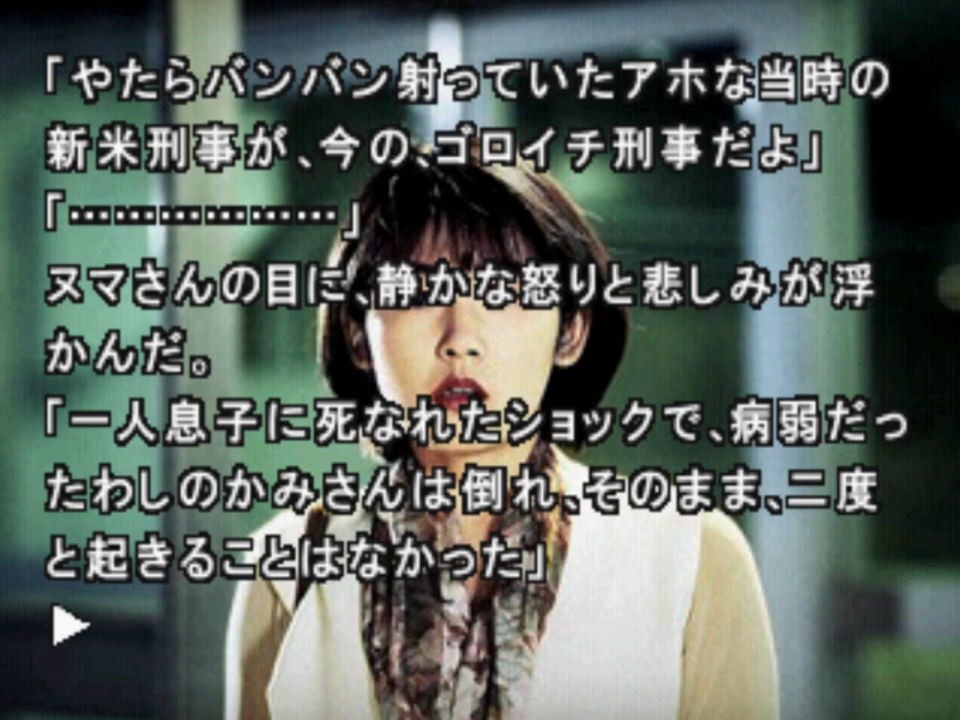 「やたらバンバン射っていたアホな当時の
新米刑事が、今の、ゴロイチ刑事だよ」
「………………」
ヌマさんの目に、静かな怒りと悲しみが浮
かんだ。
「一人息子に死なれたショックで、病弱だっ
たわしのかみさんは倒れ、そのまま、二度
と起きることはなかった」